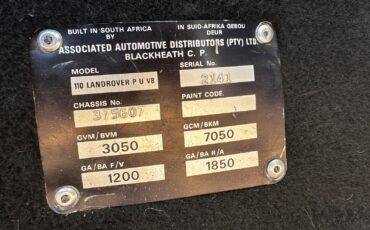 BUILT IN SOUTH AFRICA
BY
IN SUID-AFRIKA GEBOU
DEUR
ASSOCIATED AUTOMOTIVE DISTRIBUTORS (PTY) LTD
BLACKHEATH C. P.
MODEL
110 LANDROVER P U V8
SERIAL No.
2141
CHASSIS No.
375607
PAINT CODE.
GVM/BVM
3050
GCM/BKM
7050
GA/BA F/V
1200
GA/BA R/A
1850